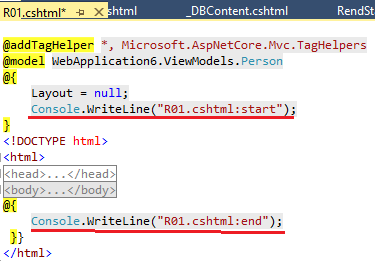 R01.cshtml* cshtml _DBContent.cshtml RendSt
@addTagHelper *, Microsoft.AspNetCore.Mvc.TagHelpers
@model WebApplication6.ViewModels.Person
@{
Layout = null;
Console.WriteLine("R01.cshtml:start");
}
<!DOCTYPE html>
<html>
<head>...</head>
<body>...</body>
@{
Console.WriteLine("R01.cshtml:end");
}}
</html>